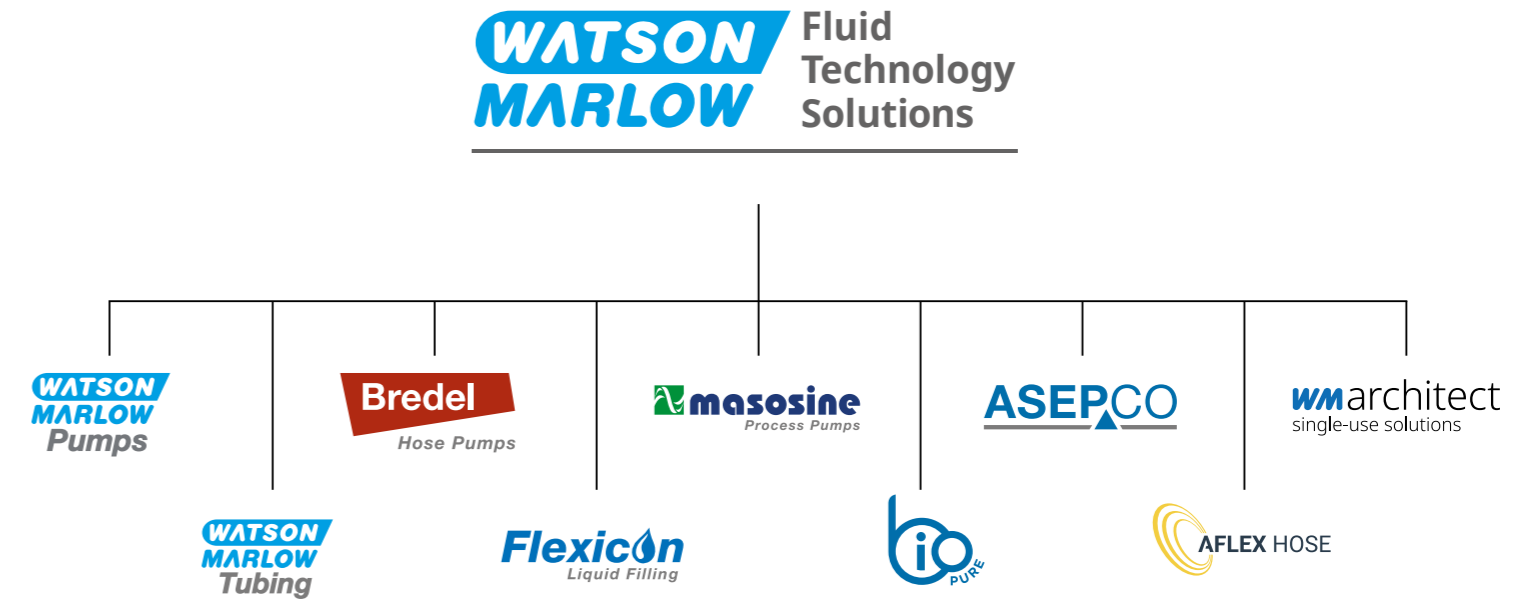 WATSON
MARLOW
Fluid
Technology
Solutions
WATSON
MARLOW
Pumps
Bredel
Hose Pumps
masosine
Process Pumps
ASEPCO
wmarchitect
single-use solutions
WATSON
MARLOW
Tubing
Flexicon
Liquid Filling
bio
PURE
AFLEX HOSE